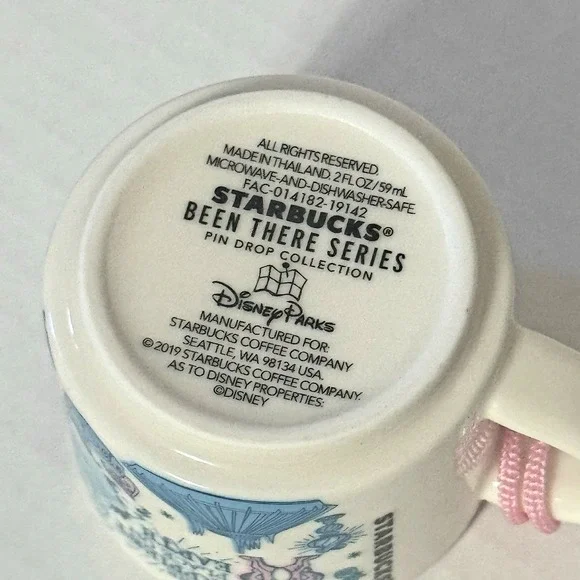 ALL RIGHTS RESERVED.
MADE IN THAILAND. 2 FL OZ/59 mL
MICROWAVE-AND-DISHWASHER-SAFE.
FAC-014182-19142
STARBUCKS®
BEEN THERE SERIES
PIN DROP COLLECTION
Disney Parks
MANUFACTURED FOR:
STARBUCKS COFFEE COMPANY
SEATTLE, WA 98134 USA.
© 2019 STARBUCKS COFFEE COMPANY.
AS TO DISNEY PROPERTIES:
©DISNEY
STARBUCKS